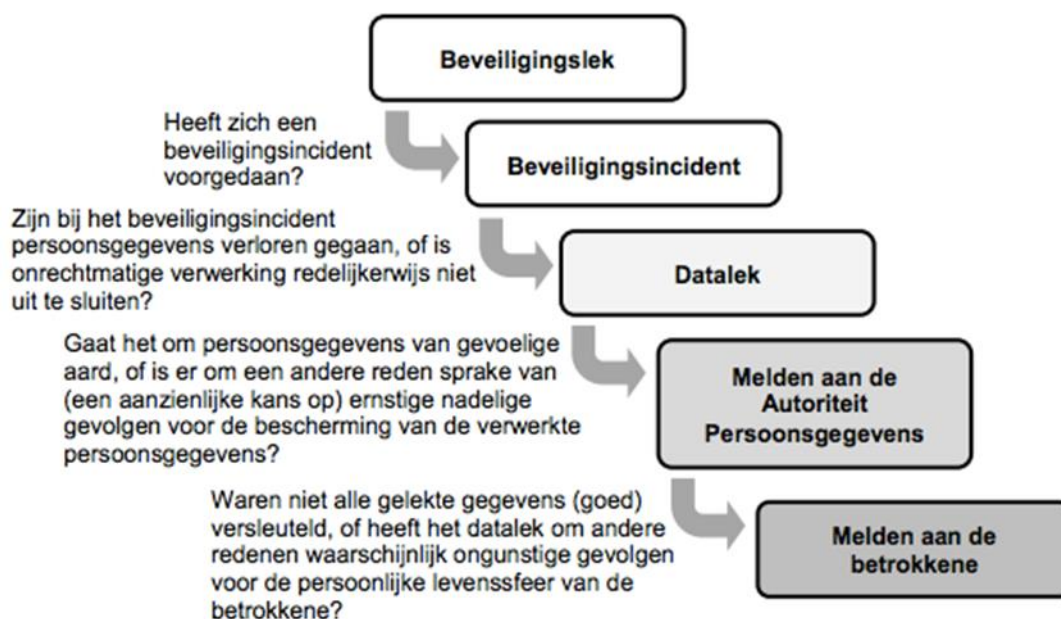 Beveiligingslek
Heeft zich een
beveiligingsincident
voorgedaan?
Beveiligingsincident
Zijn bij het beveiligingsincident
persoonsgegevens verloren gegaan, of is
onrechtmatige verwerking redelijkerwijs niet
uit te sluiten?
Datalek
Gaat het om persoonsgegevens van gevoelige
aard, of is er om een andere reden sprake van
(een aanzienlijke kans op) ernstige nadelige
gevolgen voor de bescherming van de verwerkte
persoonsgegevens?
Melden aan de
Autoriteit
Persoonsgegevens
Waren niet alle gelekte gegevens (goed)
versleuteld, of heeft het datalek om andere
redenen waarschijnlijk ongunstige gevolgen
voor de persoonlijke levenssfeer van de
betrokkene?
Melden aan de
betrokkene